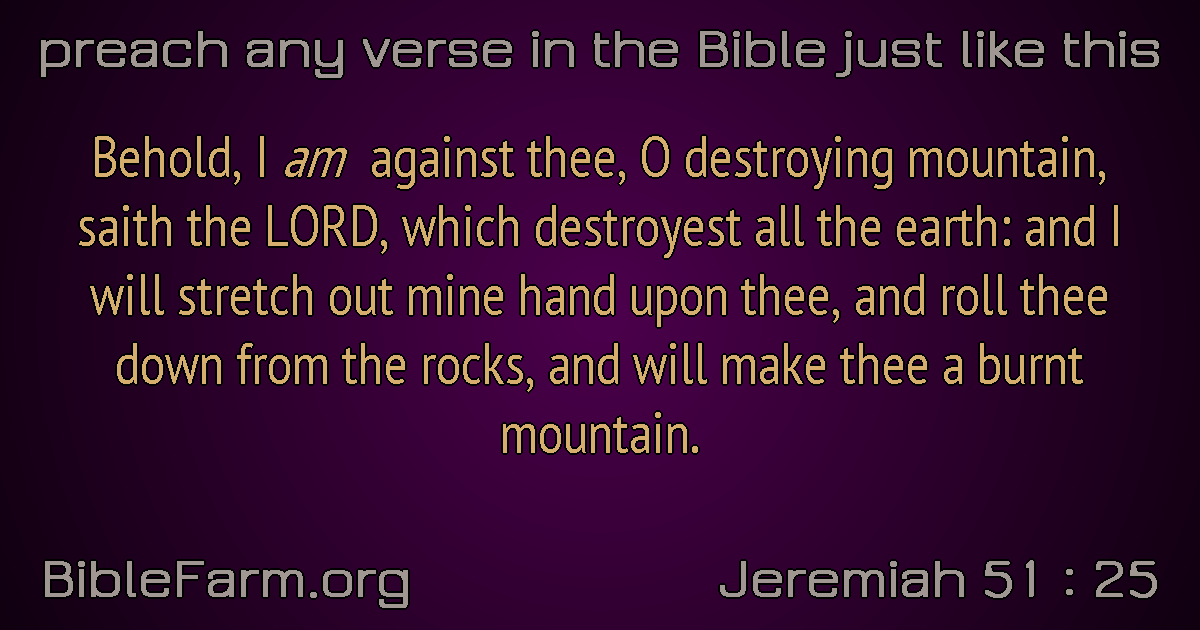 preach any verse in the Bible just like this
Behold, I am against thee, O destroying mountain,
saith the LORD, which destroyest all the earth: and I
will stretch out mine hand upon thee, and roll thee
down from the rocks, and will make thee a burnt
mountain.
BibleFarm.org
Jeremiah 51 : 25